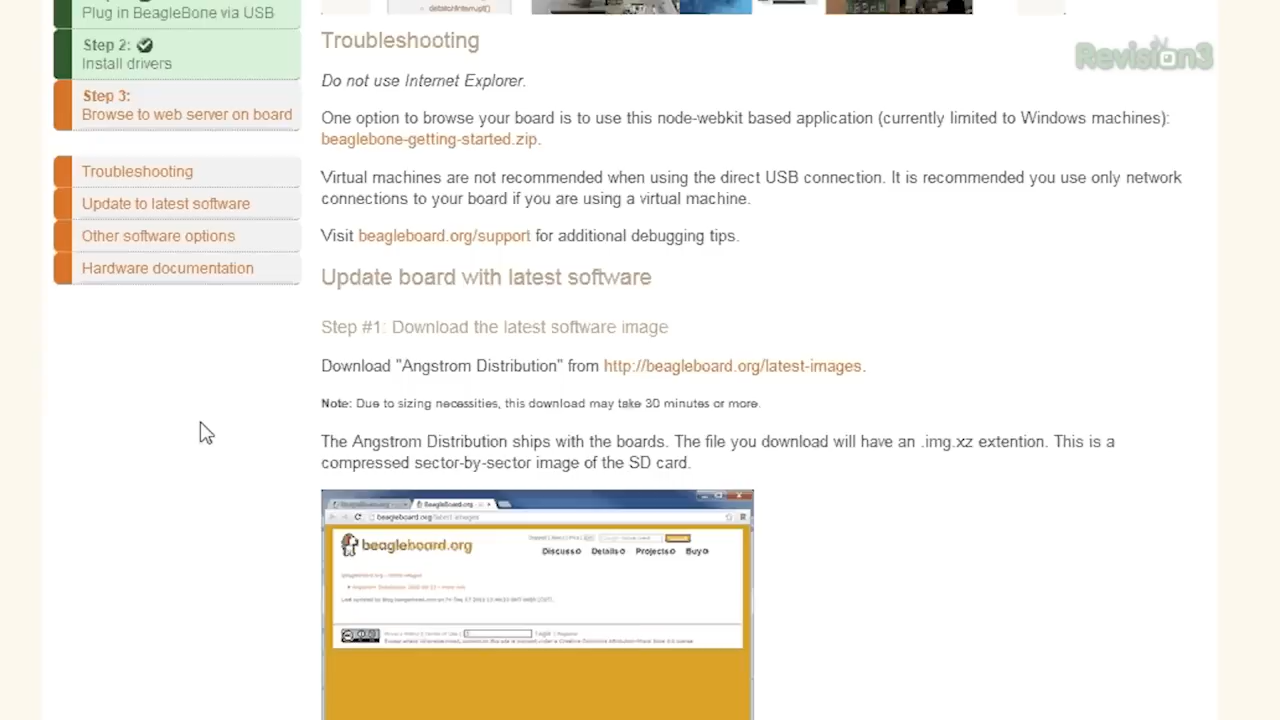 detachInterrupt()
Plug in BeagleBone via USB
Step 2:
Install drivers
Step 3:
Browse to web server on board
Troubleshooting
Update to latest software
Other software options
Hardware documentation
Revision3
Troubleshooting
Do not use Internet Explorer.
One option to browse your board is to use this node-webkit based application (currently limited to Windows machines):
beaglebone-getting-started.zip.
Virtual machines are not recommended when using the direct USB connection. It is recommended you use only network
connections to your board if you are using a virtual machine.
Visit beagleboard.org/support for additional debugging tips.
Update board with latest software
Step #1: Download the latest software image
Download "Angstrom Distribution" from http://beagleboard.org/latest-images.
Note: Due to sizing necessities, this download may take 30 minutes or more.
The Angstrom Distribution ships with the boards. The file you download will have an .img.xz extention. This is a
compressed sector-by-sector image of the SD card.
BeagleBoard.org
beagleboard.org/latest-images
beagleboard.org
Discuss Details Projects Buy